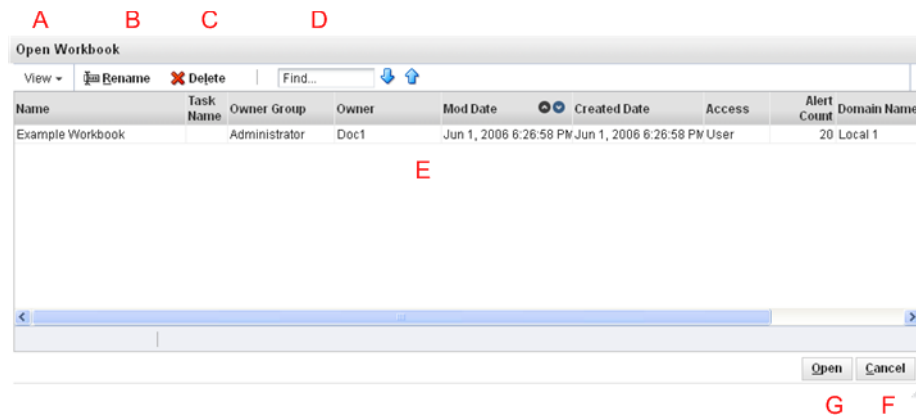 A B C D
Open Workbook
View Rename Delete Find...
Name Task Name Owner Group Owner Mod Date Created Date Access Alert Count Domain Name
Example Workbook Administrator Doc1 Jun 1, 2006 6:26:58 PM Jun 1, 2006 6:26:58 PM User 20 Local 1
E
Open Cancel
G F